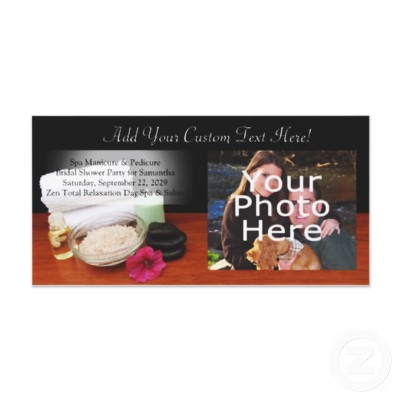 Add Your Custom Text Here!
Spa Manicure & Pedicure
Bridal Shower Party for Samantha
Saturday, September 22, 2029
Zen Total Relaxation Day Spa & Salon
Your
Photo
Here
Z